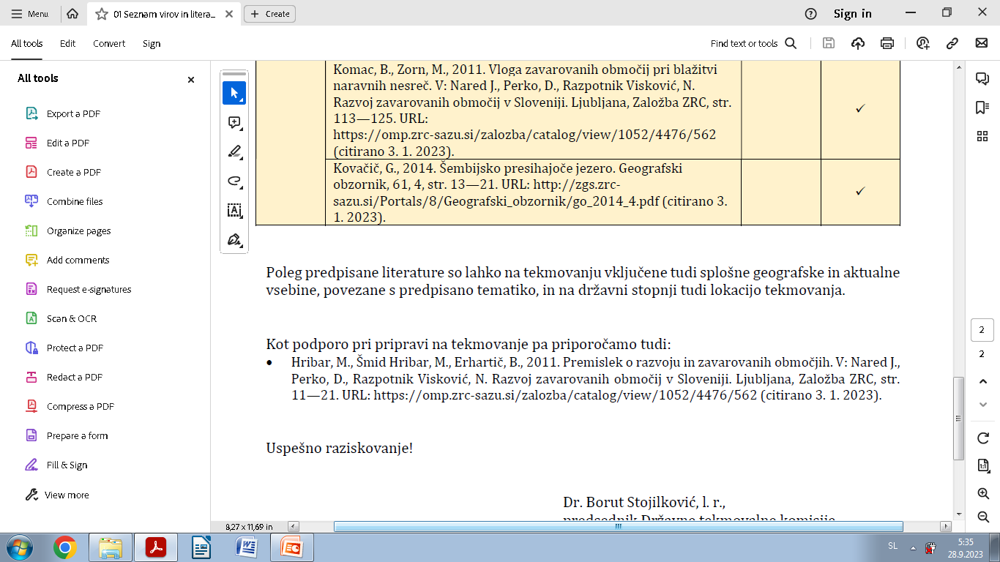 Menu
01 Seznam virov in litera...
Create
Sign in
All tools
Edit
Convert
Sign
Find text or tools
All tools
Export a PDF
Edit a PDF
Create a PDF
Combine files
Organize pages
Add comments
Request e-signatures
Scan & OCR
Protect a PDF
Redact a PDF
Compress a PDF
Prepare a form
Fill & Sign
View more
Komac, B., Zorn, M., 2011. Vloga zavarovanih območij pri blažitvi
naravnih nesreč. V: Nared J., Perko, D., Razpotnik Visković, N.
Razvoj zavarovanih območij v Sloveniji. Ljubljana, Založba ZRC, str.
113—125. URL:
https://omp.zrc-sazu.si/zalozba/catalog/view/1052/4476/562
(citirano 3. 1. 2023).
✓
Kovačič, G., 2014. Šembijsko presihajoče jezero. Geografski
obzornik, 61, 4, str. 13—21. URL: http://zgs.zrc-
sazu.si/Portals/8/Geografski_obzornik/go_2014_4.pdf (citirano 3.
1. 2023).
✓
Poleg predpisane literature so lahko na tekmovanju vključene tudi splošne geografske in aktualne
vsebine, povezane s predpisano tematiko, in na državni stopnji tudi lokacijo tekmovanja.
Kot podporo pri pripravi na tekmovanje pa priporočamo tudi:
• Hribar, M., Šmid Hribar, M., Erhartič, B., 2011. Premislek o razvoju in zavarovanih območjih. V: Nared J.,
Perko, D., Razpotnik Visković, N. Razvoj zavarovanih območij v Sloveniji. Ljubljana, Založba ZRC, str.
11—21. URL: https://omp.zrc-sazu.si/zalozba/catalog/view/1052/4476/562 (citirano 3. 1. 2023).
Uspešno raziskovanje!
Dr. Borut Stojilković, l. r.,
predsednik Državne tekmovalne komisije
2
2
1:1
8,27 x 11,69 in
SL
5:35
28.9.2023